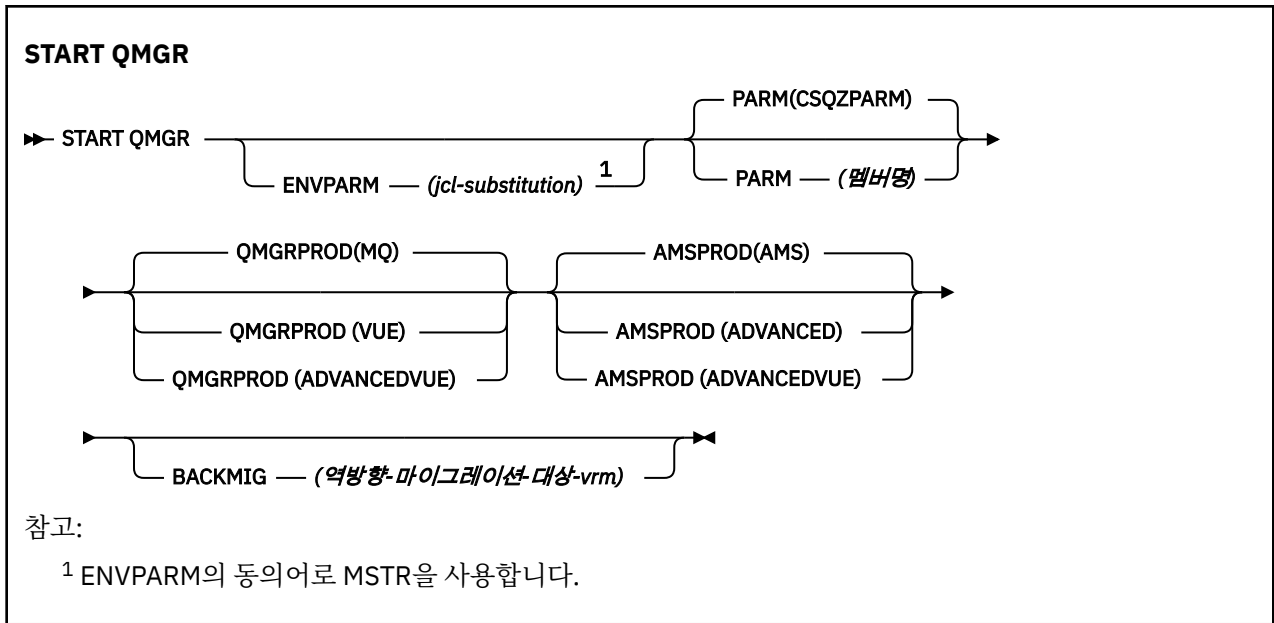 START QMGR
PARM(CSQZPARM)
START QMGR
ENVPARM (jcl-substitution) 1
PARM (멤버명)
QMGRPROD(MQ) AMSPROD(AMS)
QMGRPROD (VUE) AMSPROD (ADVANCED)
QMGRPROD (ADVANCEDVUE) AMSPROD (ADVANCEDVUE)
BACKMIG (역방향-마이그레이션-대상-vrm)
참고:
1 ENVPARM의 동의어로 MSTR을 사용합니다.